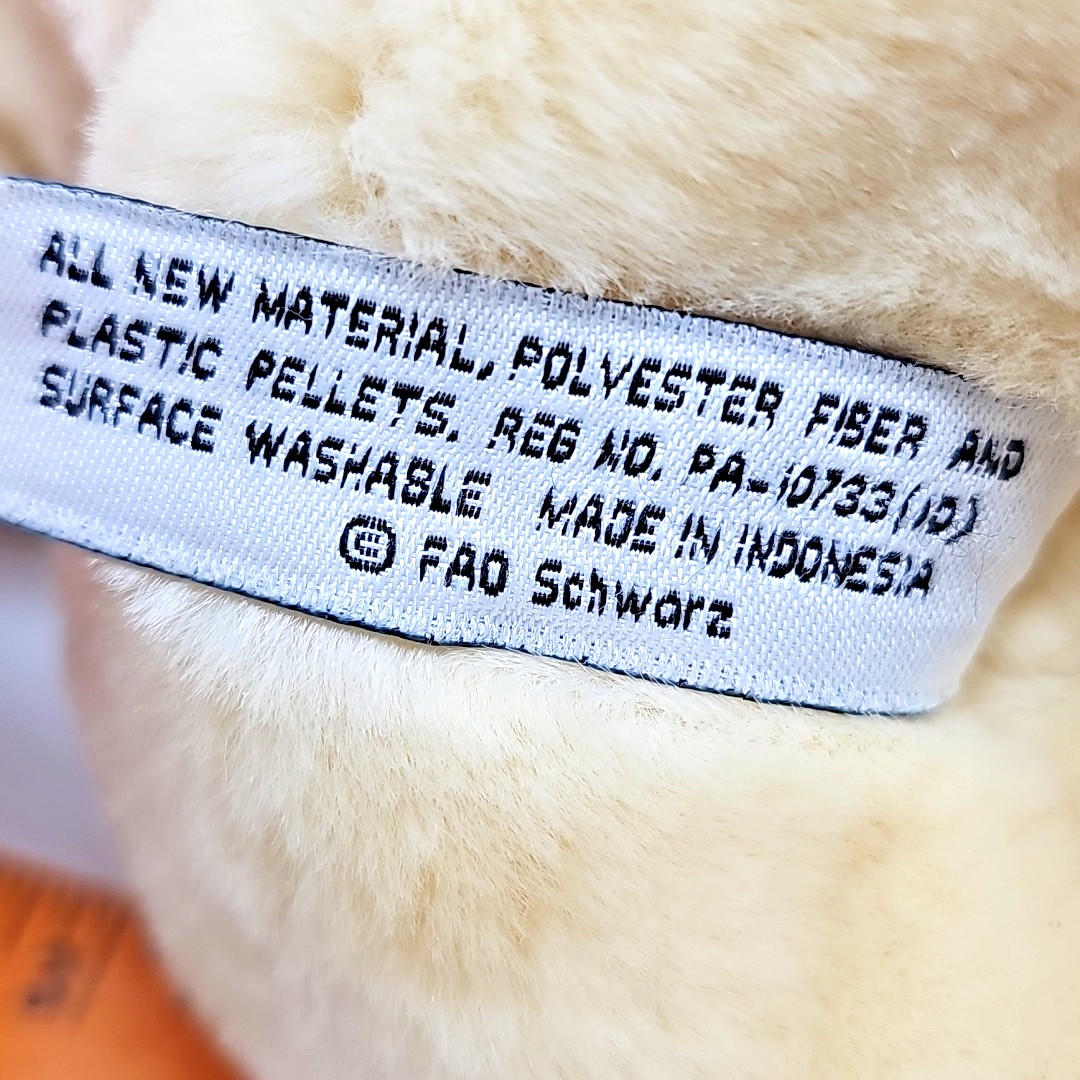 ALL NEW MATERIAL, POLYESTER FIBER AND
PLASTIC PELLETS. REG NO. PA-10733(ID)
SURFACE WASHABLE MADE IN INDONESIA
© FAO Schwarz